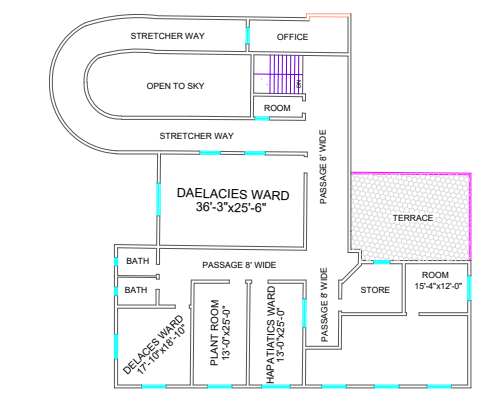 STRETCHER WAY
OFFICE
OPEN TO SKY
DN
ROOM
STRETCHER WAY
PASSAGE 8' WIDE
DAELACIES WARD
36'-3"x25'-6"
TERRACE
BATH
PASSAGE 8' WIDE
BATH
PASSAGE 8' WIDE
STORE
ROOM
15'-4"x12'-0"
DELACES WARD
17'-10"x18'-10"
PLANT ROOM
13'-0"x25'-0"
HAPATIATICS WARD
13'-0"x25'-0"